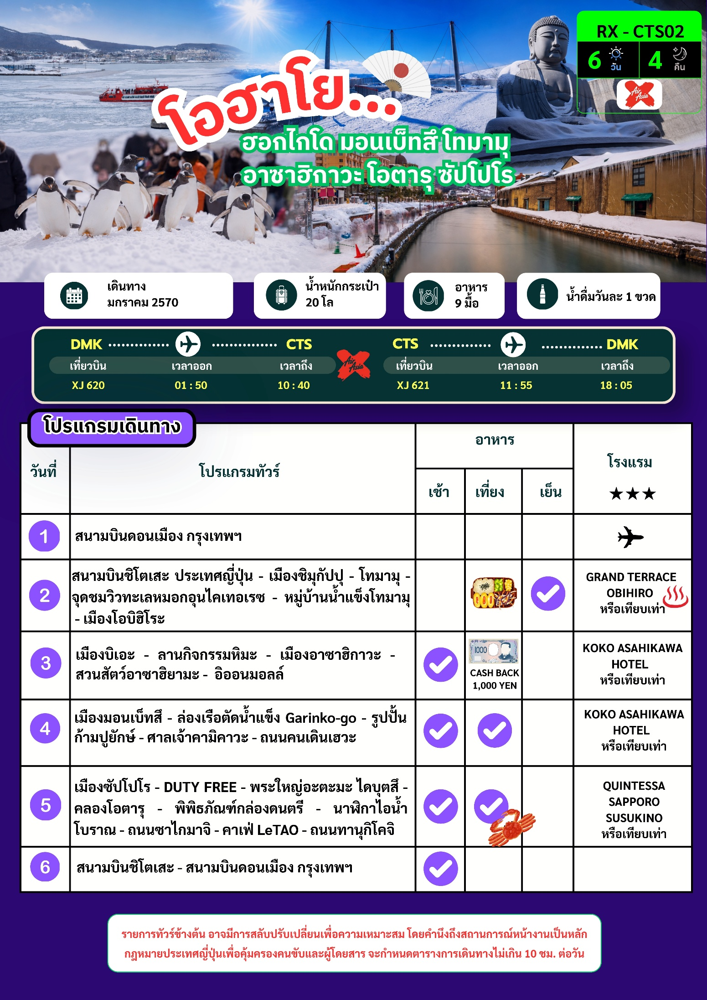 RX - CTS02
6 วัน 4 คืน
Air Asia X
โอฮาโย...
ฮอกไกโด มอนเบ็ทสึ โทมามุ
อาซาฮิกาวะ โอตารุ ซัปโปโร
เดินทาง
มกราคม 2570
น้ำหนักกระเป๋า
20 โล
อาหาร
9 มื้อ
น้ำดื่มวันละ 1 ขวด
DMK CTS
เที่ยวบิน เวลาออก เวลาถึง
XJ 620 01 : 50 10 : 40
Air Asia X
CTS DMK
เที่ยวบิน เวลาออก เวลาถึง
XJ 621 11 : 55 18 : 05
โปรแกรมเดินทาง
วันที่ โปรแกรมทัวร์ อาหาร โรงแรม
เช้า เที่ยง เย็น ★★★
1 สนามบินดอนเมือง กรุงเทพฯ
2
สนามบินชิโตเสะ ประเทศญี่ปุ่น - เมืองชิมุกัปปุ - โทมามุ -
จุดชมวิวทะเลหมอกอุนไคเทอเรซ - หมู่บ้านน้ำแข็งโทมามุ
- เมืองโอบิฮิโระ
GRAND TERRACE
OBIHIRO
หรือเทียบเท่า
3
เมืองบิเอะ - ลานกิจกรรมหิมะ - เมืองอาซาฮิกาวะ -
สวนสัตว์อาซาฮิยามะ - อิออนมอลล์
1000
CASH BACK
1,000 YEN
KOKO ASAHIKAWA
HOTEL
หรือเทียบเท่า
4
เมืองมอนเบ็ทสึ - ล่องเรือตัดน้ำแข็ง Garinko-go - รูปปั้น
ก้ามปูยักษ์ - ศาลเจ้าคามิคาวะ - ถนนคนเดินเฮวะ
KOKO ASAHIKAWA
HOTEL
หรือเทียบเท่า
5
เมืองซัปโปโร - DUTY FREE - พระใหญ่อะตะมะ ไดบุตสึ -
คลองโอตารุ - พิพิธภัณฑ์กล่องดนตรี - นาฬิกาไอน้ำ
โบราณ - ถนนซาไกมาจิ - คาเฟ่ LeTAO - ถนนทานุกิโคจิ
QUINTESSA
SAPPORO
SUSUKINO
หรือเทียบเท่า
6 สนามบินชิโตเสะ - สนามบินดอนเมือง กรุงเทพฯ
รายการทัวร์ข้างต้น อาจมีการสลับปรับเปลี่ยนเพื่อความเหมาะสม โดยคำนึงถึงสถานการณ์หน้างานเป็นหลัก
กฎหมายประเทศญี่ปุ่นเพื่อคุ้มครองคนขับและผู้โดยสาร จะกำหนดตารางการเดินทางไม่เกิน 10 ชม. ต่อวัน